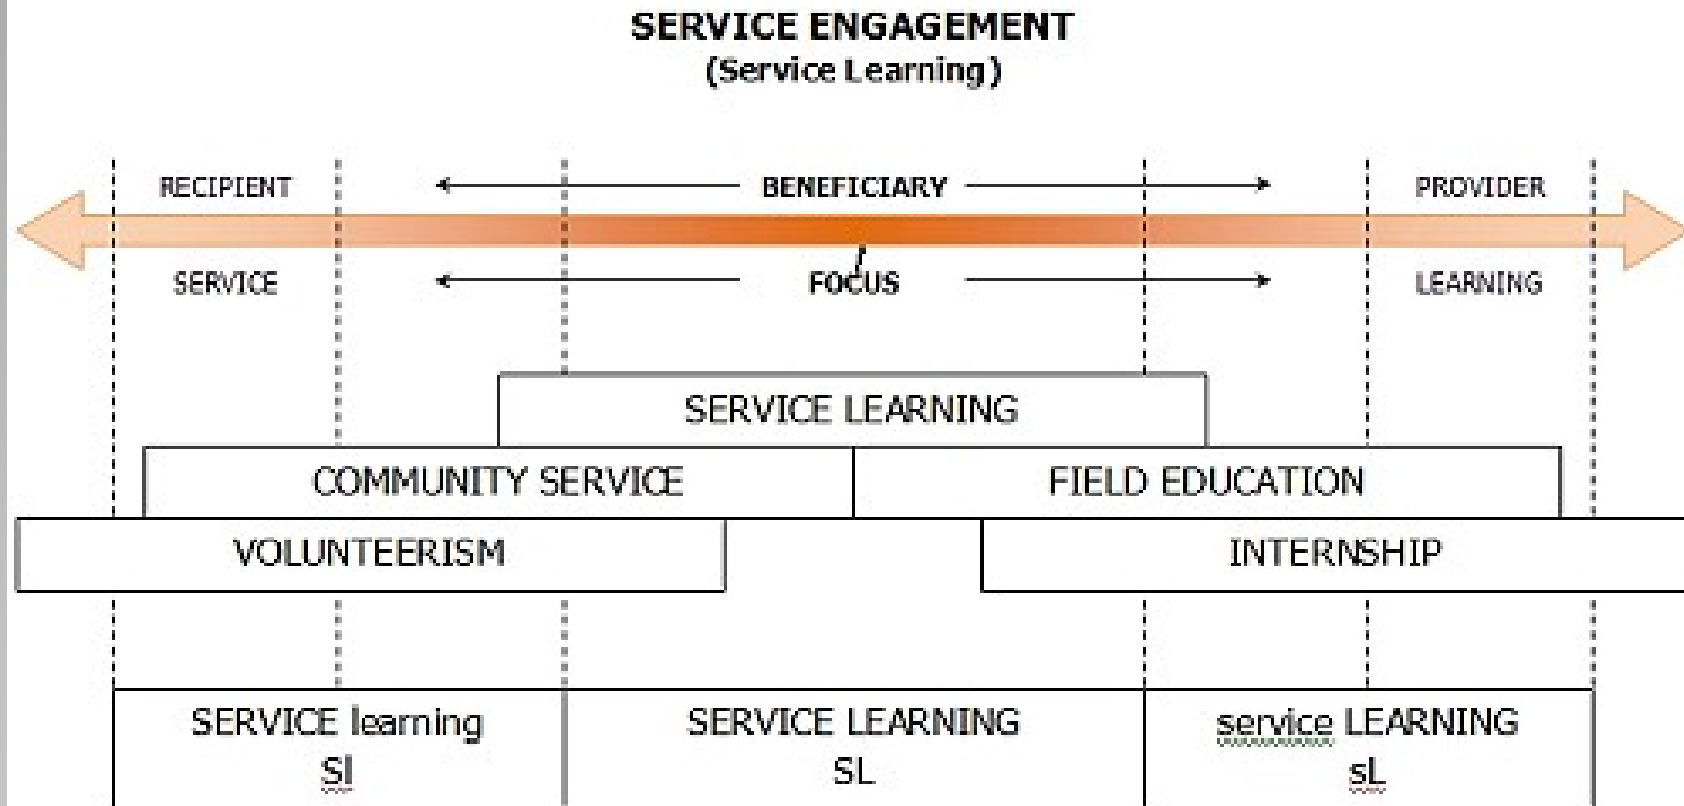 SERVICE ENGAGEMENT
(Service Learning)
RECIPIENT BENEFICIARY PROVIDER
SERVICE FOCUS LEARNING
SERVICE LEARNING
COMMUNITY SERVICE FIELD EDUCATION
VOLUNTEERISM INTERNSHIP
SERVICE learning SERVICE LEARNING service LEARNING
Sl SL sL